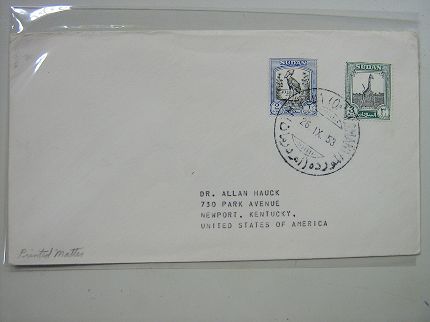 SUDAN
SUDAN
26 IX 53
DR. ALLAN HAUCK
730 PARK AVENUE
NEWPORT, KENTUCKY,
UNITED STATES OF AMERICA
Printed Matter